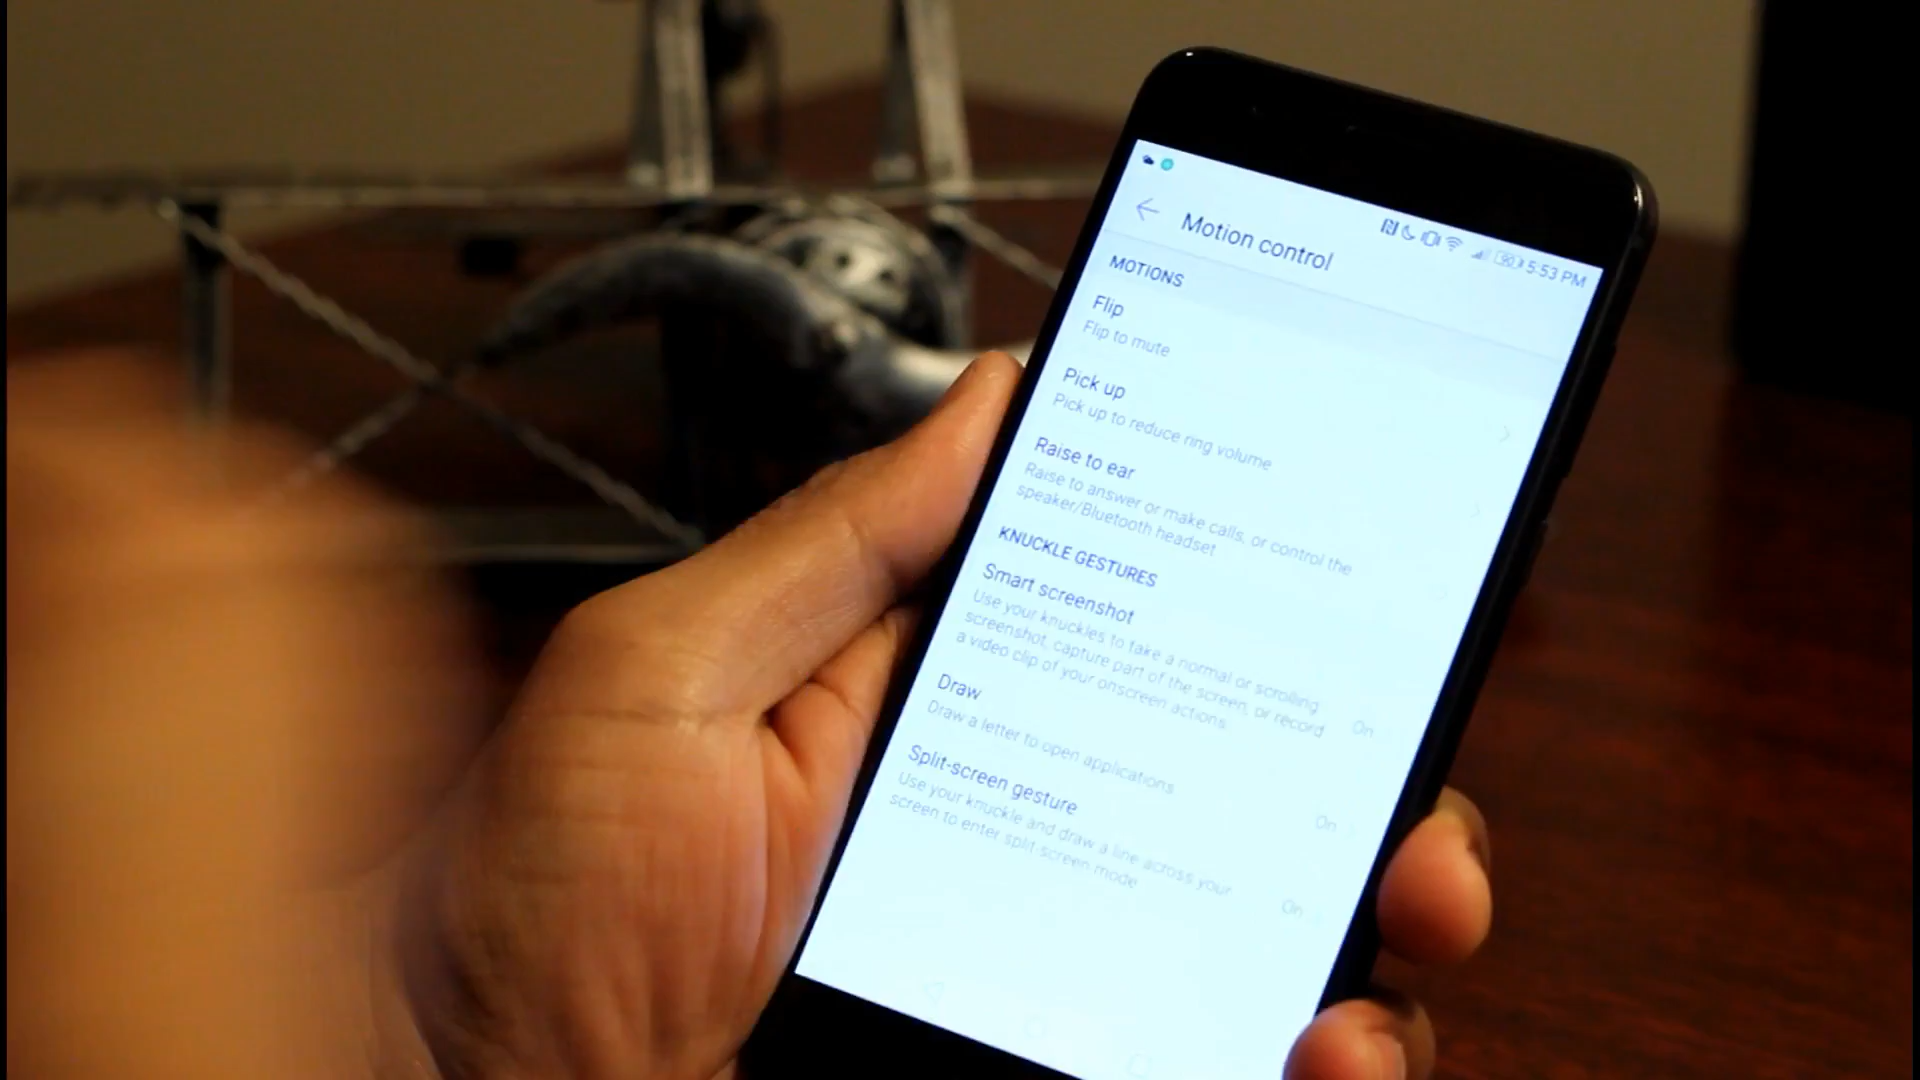 90 5:53 PM
Motion control
MOTIONS
Flip
Flip to mute
Pick up
Pick up to reduce ring volume
Raise to ear
Raise to answer or make calls, or control the
speaker/Bluetooth headset
KNUCKLE GESTURES
Smart screenshot
Use your knuckles to take a normal or scrolling
screenshot, capture part of the screen, or record
a video clip of your onscreen actions
On
Draw
Draw a letter to open applications
On
Split-screen gesture
Use your knuckle and draw a line across your
screen to enter split-screen mode
On